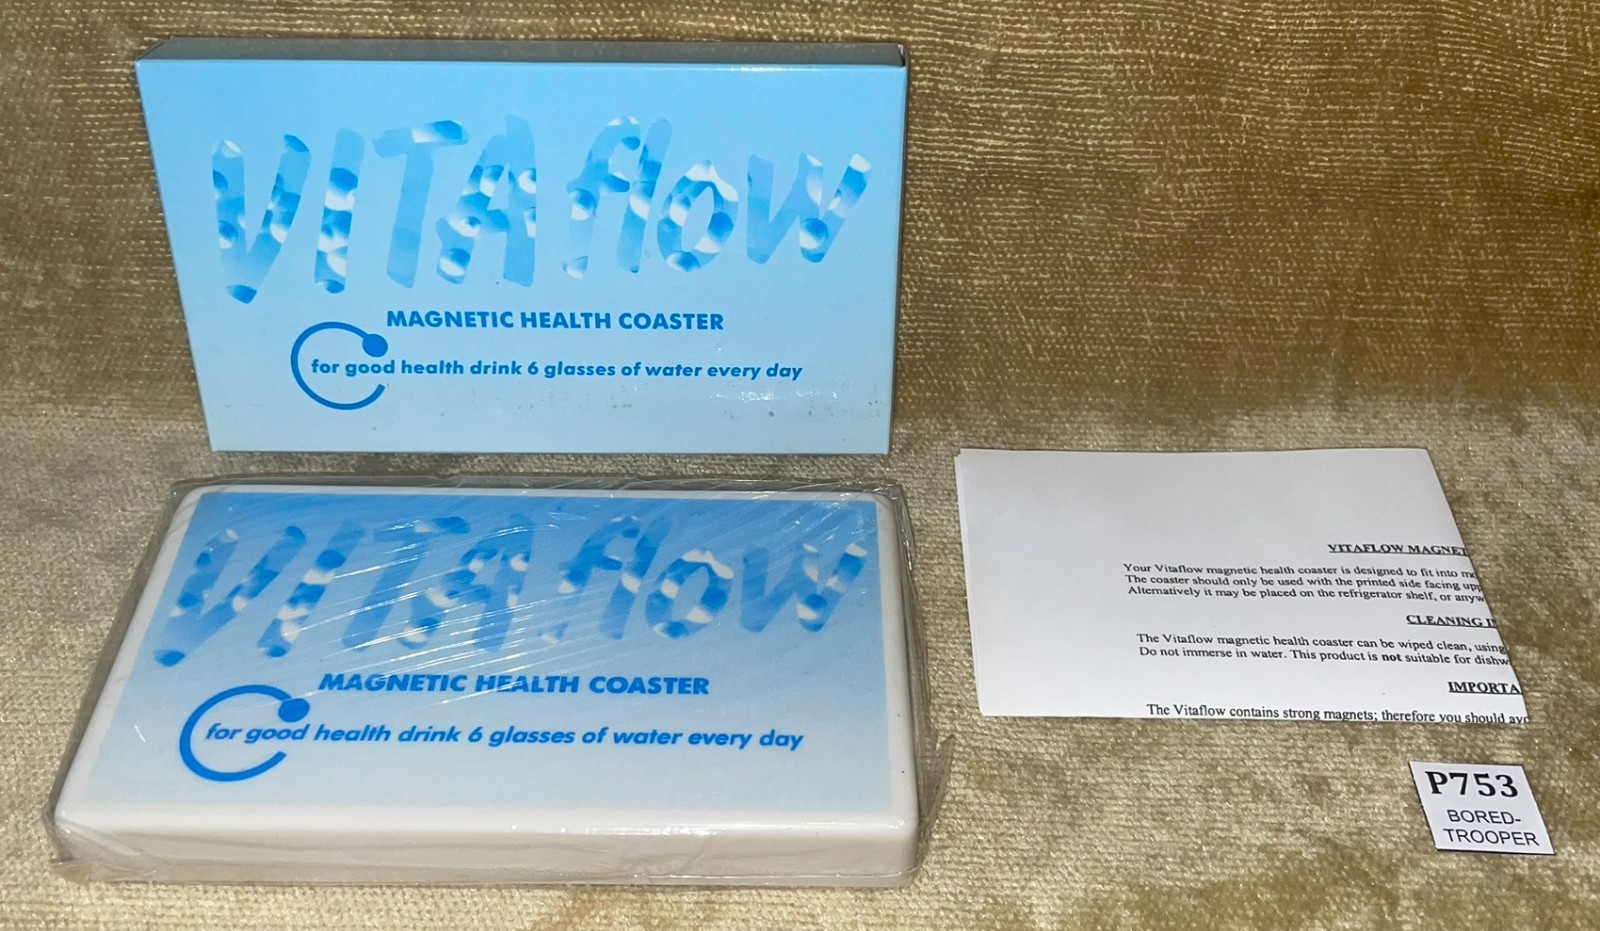 VITA flow
MAGNETIC HEALTH COASTER
for good health drink 6 glasses of water every day
VITA flow
MAGNETIC HEALTH COASTER
for good health drink 6 glasses of water every day
VITAFLOW MAGNET
Your Vitaflow magnetic health coaster is designed to fit into
The coaster should only be used with the printed side facing
Alternatively it may be placed on the refrigerator shelf, or
CLEANING
The Vitaflow magnetic health coaster can be wiped clean, using
Do not immerse in water. This product is not suitable for
IMPORTA
The Vitaflow contains strong magnets; therefore you should
P753
BORED-
TROOPER